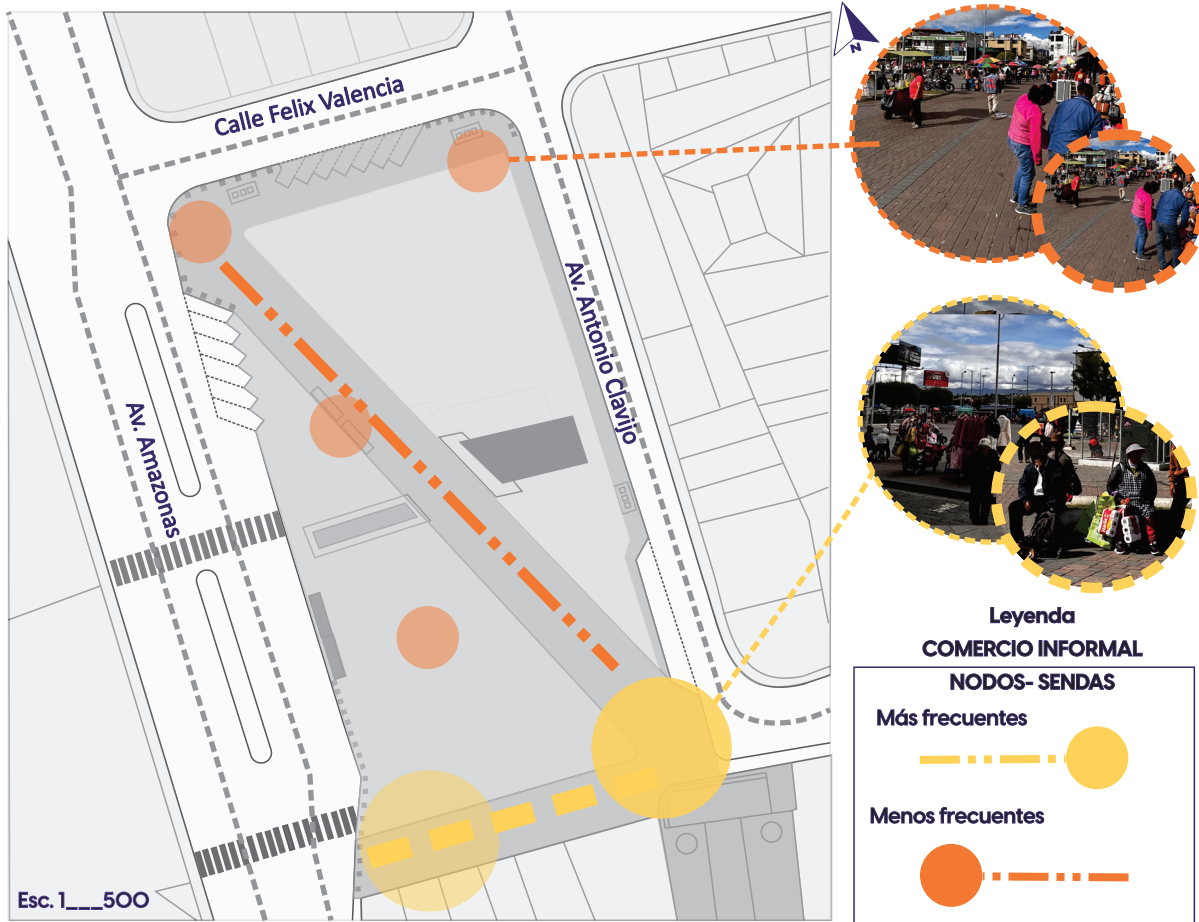 Calle Felix Valencia
Av. Antonio Clavijo
Av. Amazonas
Esc. 1___500
N
Leyenda
COMERCIO INFORMAL
NODOS- SENDAS
Más frecuentes
Menos frecuentes